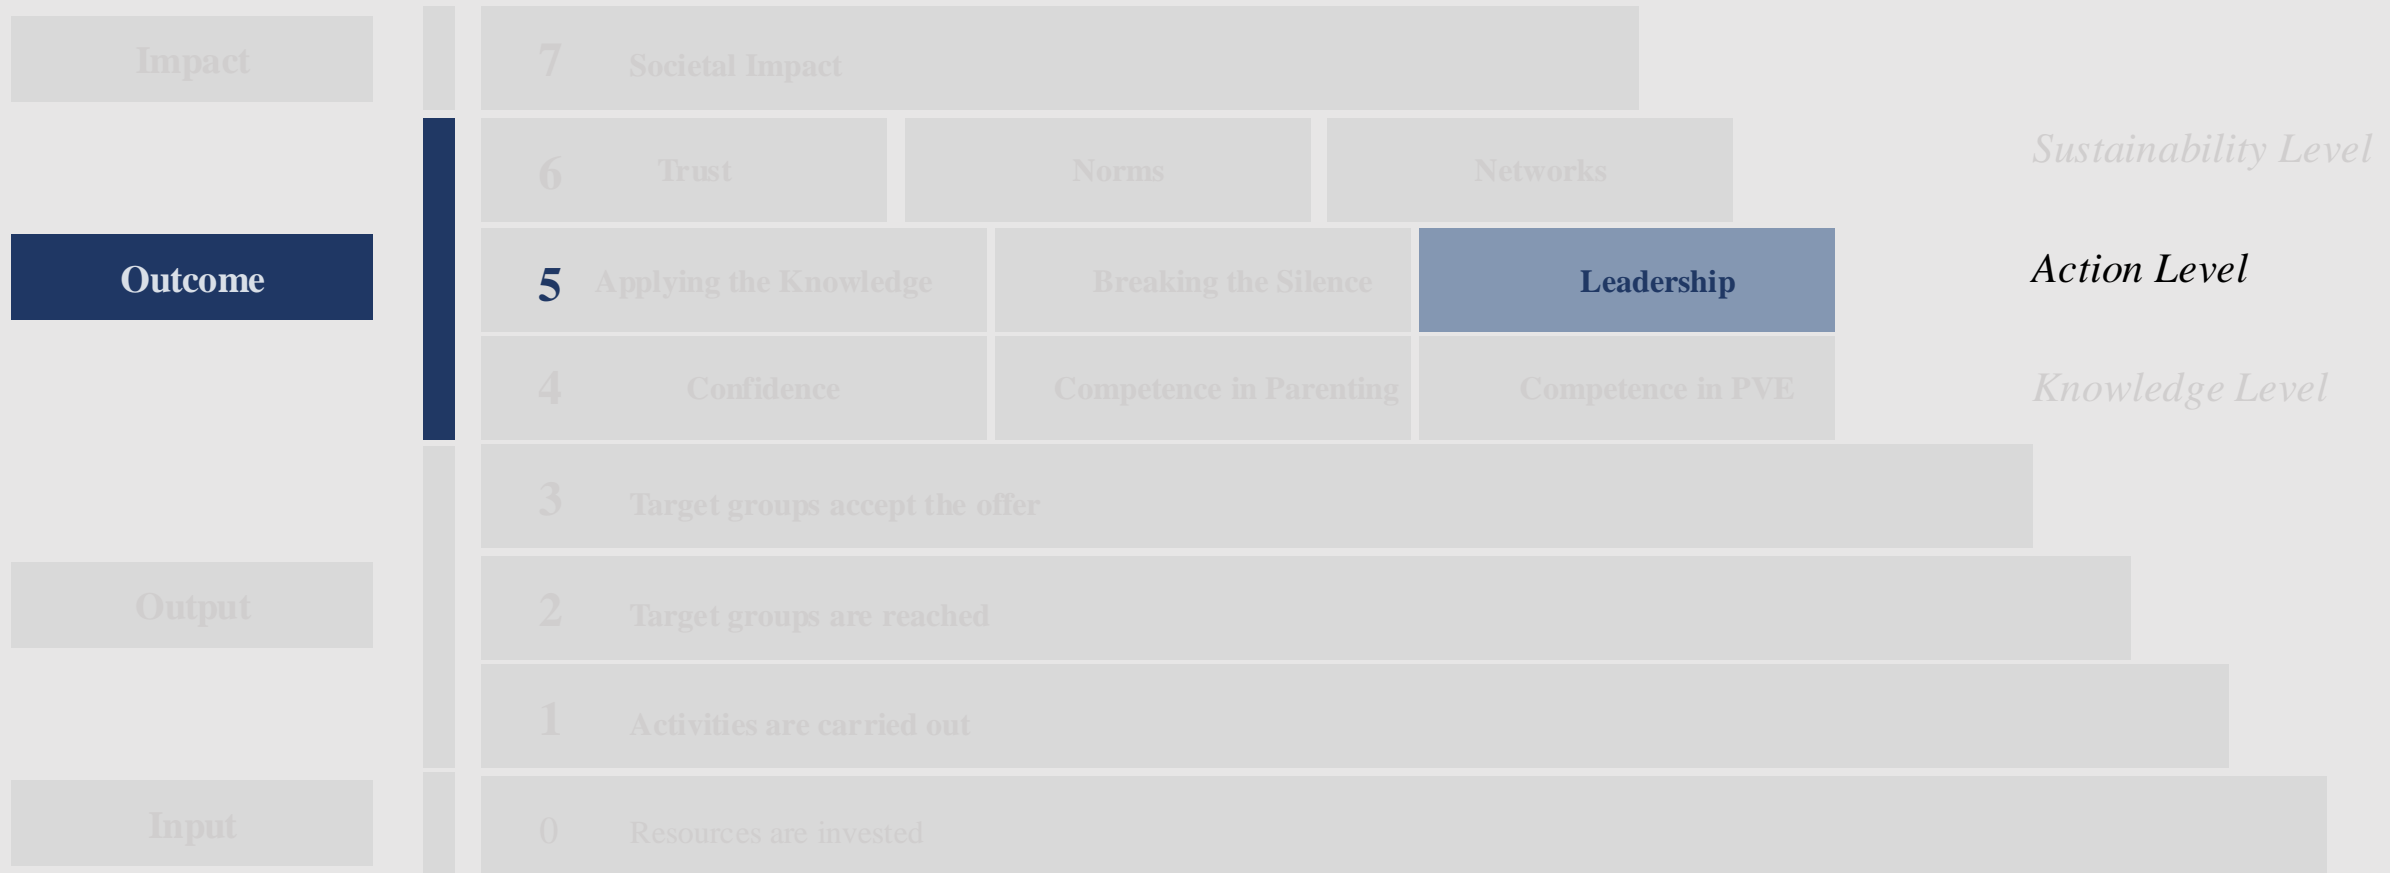 Impact
7 Societal Impact
6 Trust Norms Networks
Sustainability Level
Outcome
5 Applying the Knowledge Breaking the Silence Leadership
Action Level
4 Confidence Competence in Parenting Competence in PVE
Knowledge Level
3 Target groups accept the offer
Output
2 Target groups are reached
1 Activities are carried out
Input
0 Resources are invested